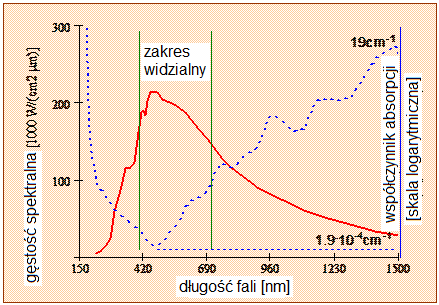 300
200
100
gęstość spektralna [1000 W/(cm2 µm)]
zakres
widzialny
19cm⁻¹
współczynnik absorpcji
[skala logarytmiczna]
1.9·10⁻⁴cm⁻¹
150 420 690 960 1230 1500
długość fali [nm]